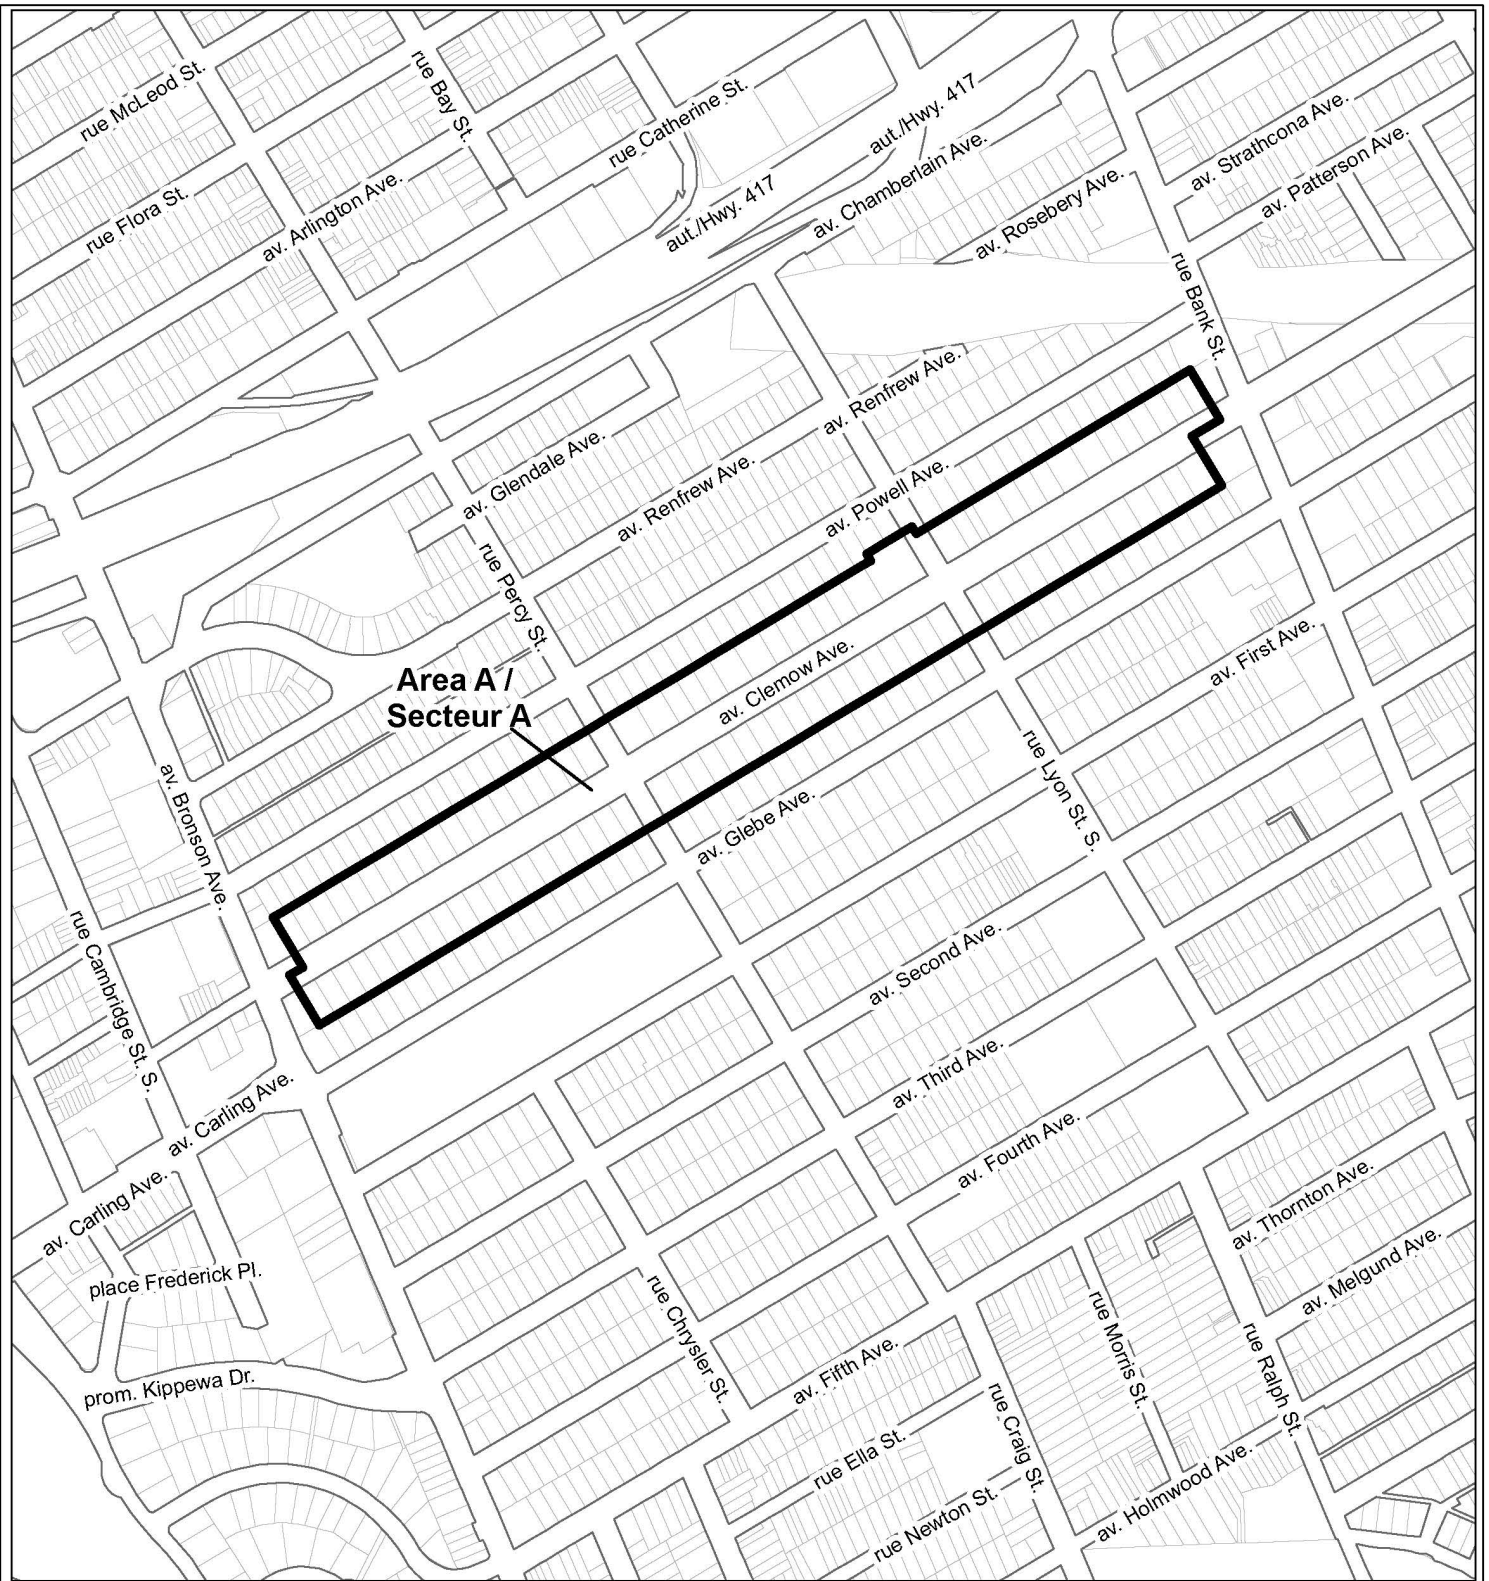 rue McLeod St.
rue Bay St.
rue Catherine St.
aut./Hwy. 417
av. Strathcona Ave.
rue Flora St.
av. Arlington Ave.
aut./Hwy. 417
av. Chamberlain Ave.
av. Rosebery Ave.
av. Patterson Ave.
rue Bank St.
av. Renfrew Ave.
av. Glendale Ave.
av. Renfrew Ave.
av. Powell Ave.
rue Percy St.
Area A /
Secteur A
av. Clemow Ave.
av. First Ave.
av. Bronson Ave.
av. Glebe Ave.
rue Lyon St. S.
rue Cambridge St. S.
av. Second Ave.
av. Third Ave.
av. Carling Ave.
av. Fourth Ave.
av. Carling Ave.
av. Thornton Ave.
place Frederick Pl.
av. Melgund Ave.
rue Chrysler St.
rue Morris St.
rue Ralph St.
prom. Kippewa Dr.
av. Fifth Ave.
rue Craig St.
rue Ella St.
rue Newton St.
av. Holmwood Ave.